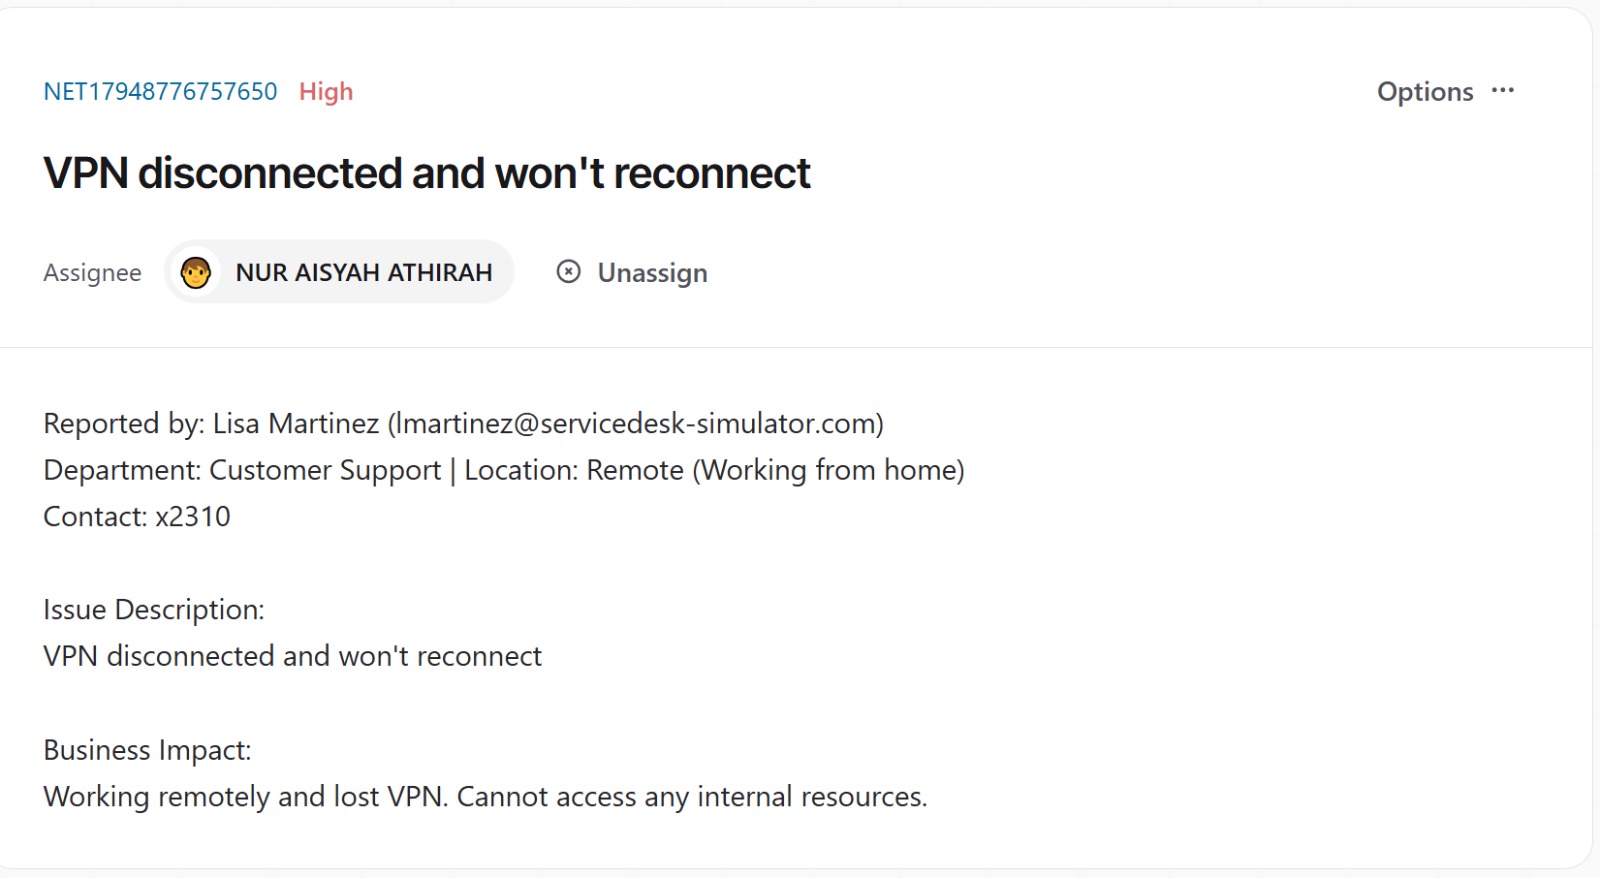 NET17948776757650 High Options ···
VPN disconnected and won't reconnect
Assignee NUR AISYAH ATHIRAH Unassign
Reported by: Lisa Martinez (lmartinez@servicedesk-simulator.com)
Department: Customer Support | Location: Remote (Working from home)
Contact: x2310
Issue Description:
VPN disconnected and won't reconnect
Business Impact:
Working remotely and lost VPN. Cannot access any internal resources.